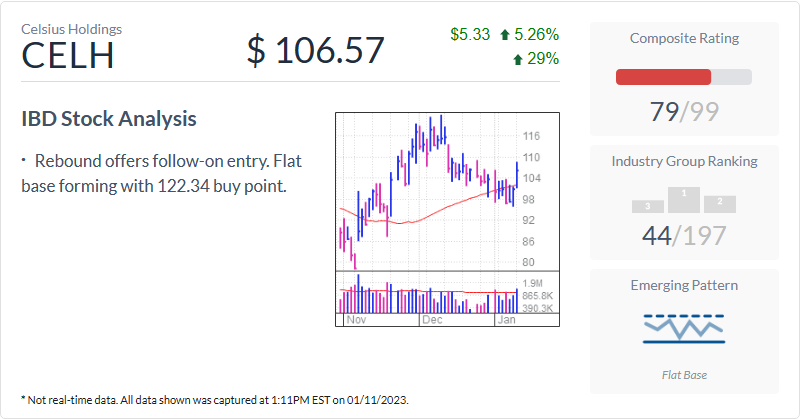 Celsius Holdings
CELH
$ 106.57
$5.33 5.26%
29%
IBD Stock Analysis
· Rebound offers follow-on entry. Flat
base forming with 122.34 buy point.
116
110
104
98
92
86
80
1.9M
865.8K
390.3K
Nov Dec Jan
Composite Rating
79/99
Industry Group Ranking
3 1 2
44/197
Emerging Pattern
Flat Base
* Not real-time data. All data shown was captured at 1:11PM EST on 01/11/2023.